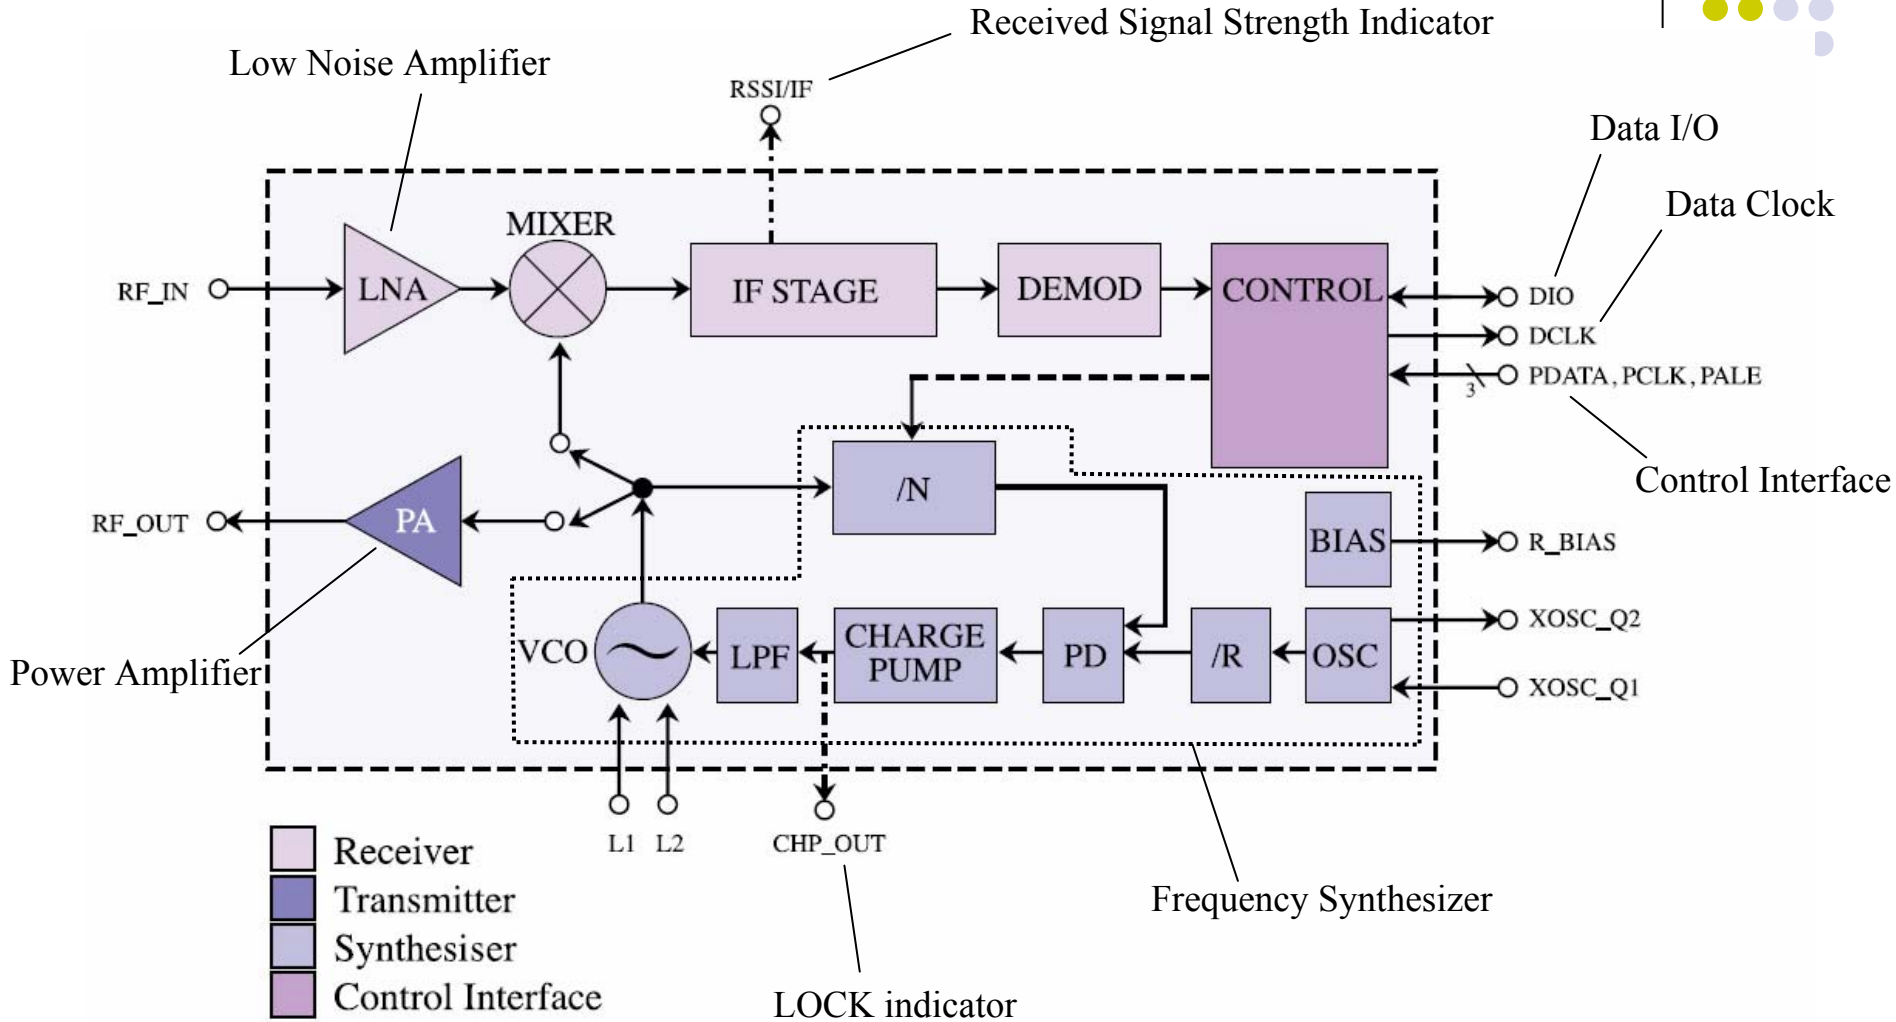 Received Signal Strength Indicator
Low Noise Amplifier
RSSI/IF
Data I/O
Data Clock
MIXER
RF_IN
LNA
IF STAGE
DEMOD
CONTROL
DIO
DCLK
3
PDATA, PCLK, PALE
Control Interface
/N
RF_OUT
PA
BIAS
R_BIAS
Power Amplifier
VCO
LPF
CHARGE
PUMP
PD
/R
OSC
XOSC_Q2
XOSC_Q1
L1
L2
CHP_OUT
Receiver
Transmitter
Synthesiser
Control Interface
Frequency Synthesizer
LOCK indicator